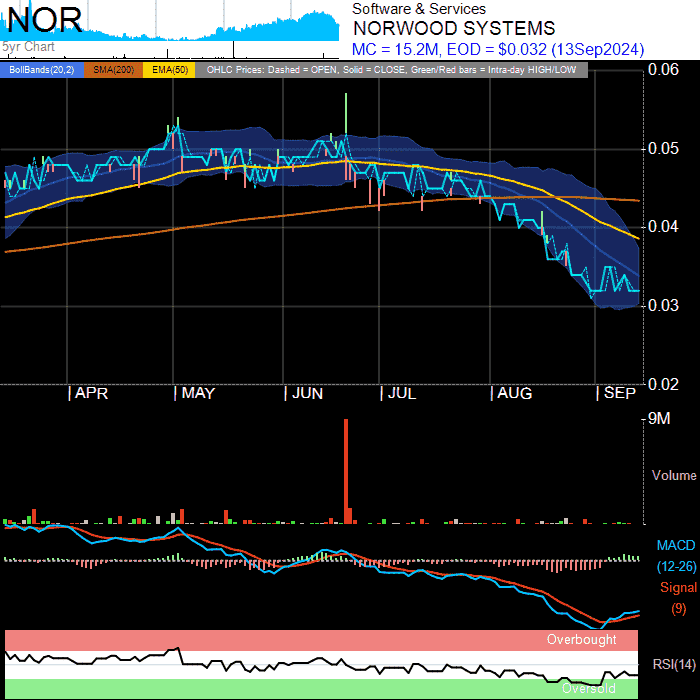 NOR
5yr Chart
Software & Services
NORWOOD SYSTEMS
MC = 15.2M, EOD = $0.032 (13Sep2024)
BollBands(20,2) SMA(200) EMA(50) OHLC Prices: Dashed = OPEN, Solid = CLOSE, Green/Red bars = Intra-day HIGH/LOW
0.06
0.05
0.04
0.03
0.02
APR MAY JUN JUL AUG SEP
9M
Volume
MACD
(12-26)
Signal
(9)
Overbought
RSI(14)
Oversold